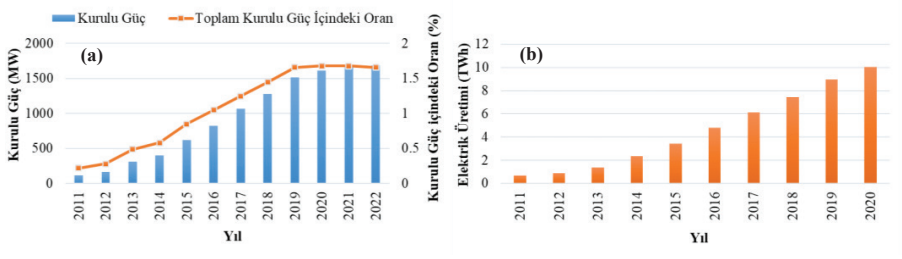 Kurulu Güç
Toplam Kurulu Güç İçindeki Oran
(a)
Kurulu Güç (MW)
2000
1500
1000
500
0
2
1.5
1
0.5
0
Kurulu Güç içindeki Oran (%)
2011 2012 2013 2014 2015 2016 2017 2018 2019 2020 2021 2022
Yıl
(b)
Elektrik Üretimi (TWh)
12
10
8
6
4
2
0
2011 2012 2013 2014 2015 2016 2017 2018 2019 2020
Yıl